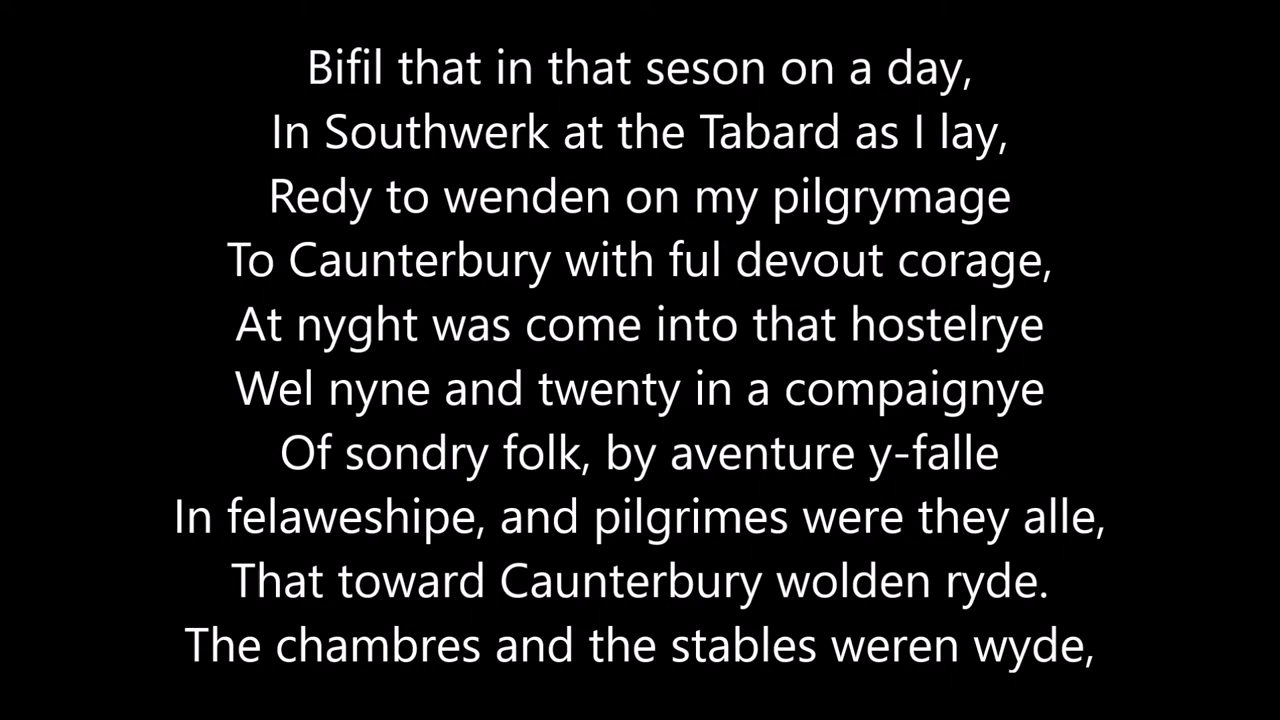 Bifil that in that seson on a day,
In Southwerk at the Tabard as I lay,
Redy to wenden on my pilgrymage
To Caunterbury with ful devout corage,
At nyght was come into that hostelrye
Wel nyne and twenty in a compaignye
Of sondry folk, by aventure y-falle
In felaweshipe, and pilgrimes were they alle,
That toward Caunterbury wolden ryde.
The chambres and the stables weren wyde,